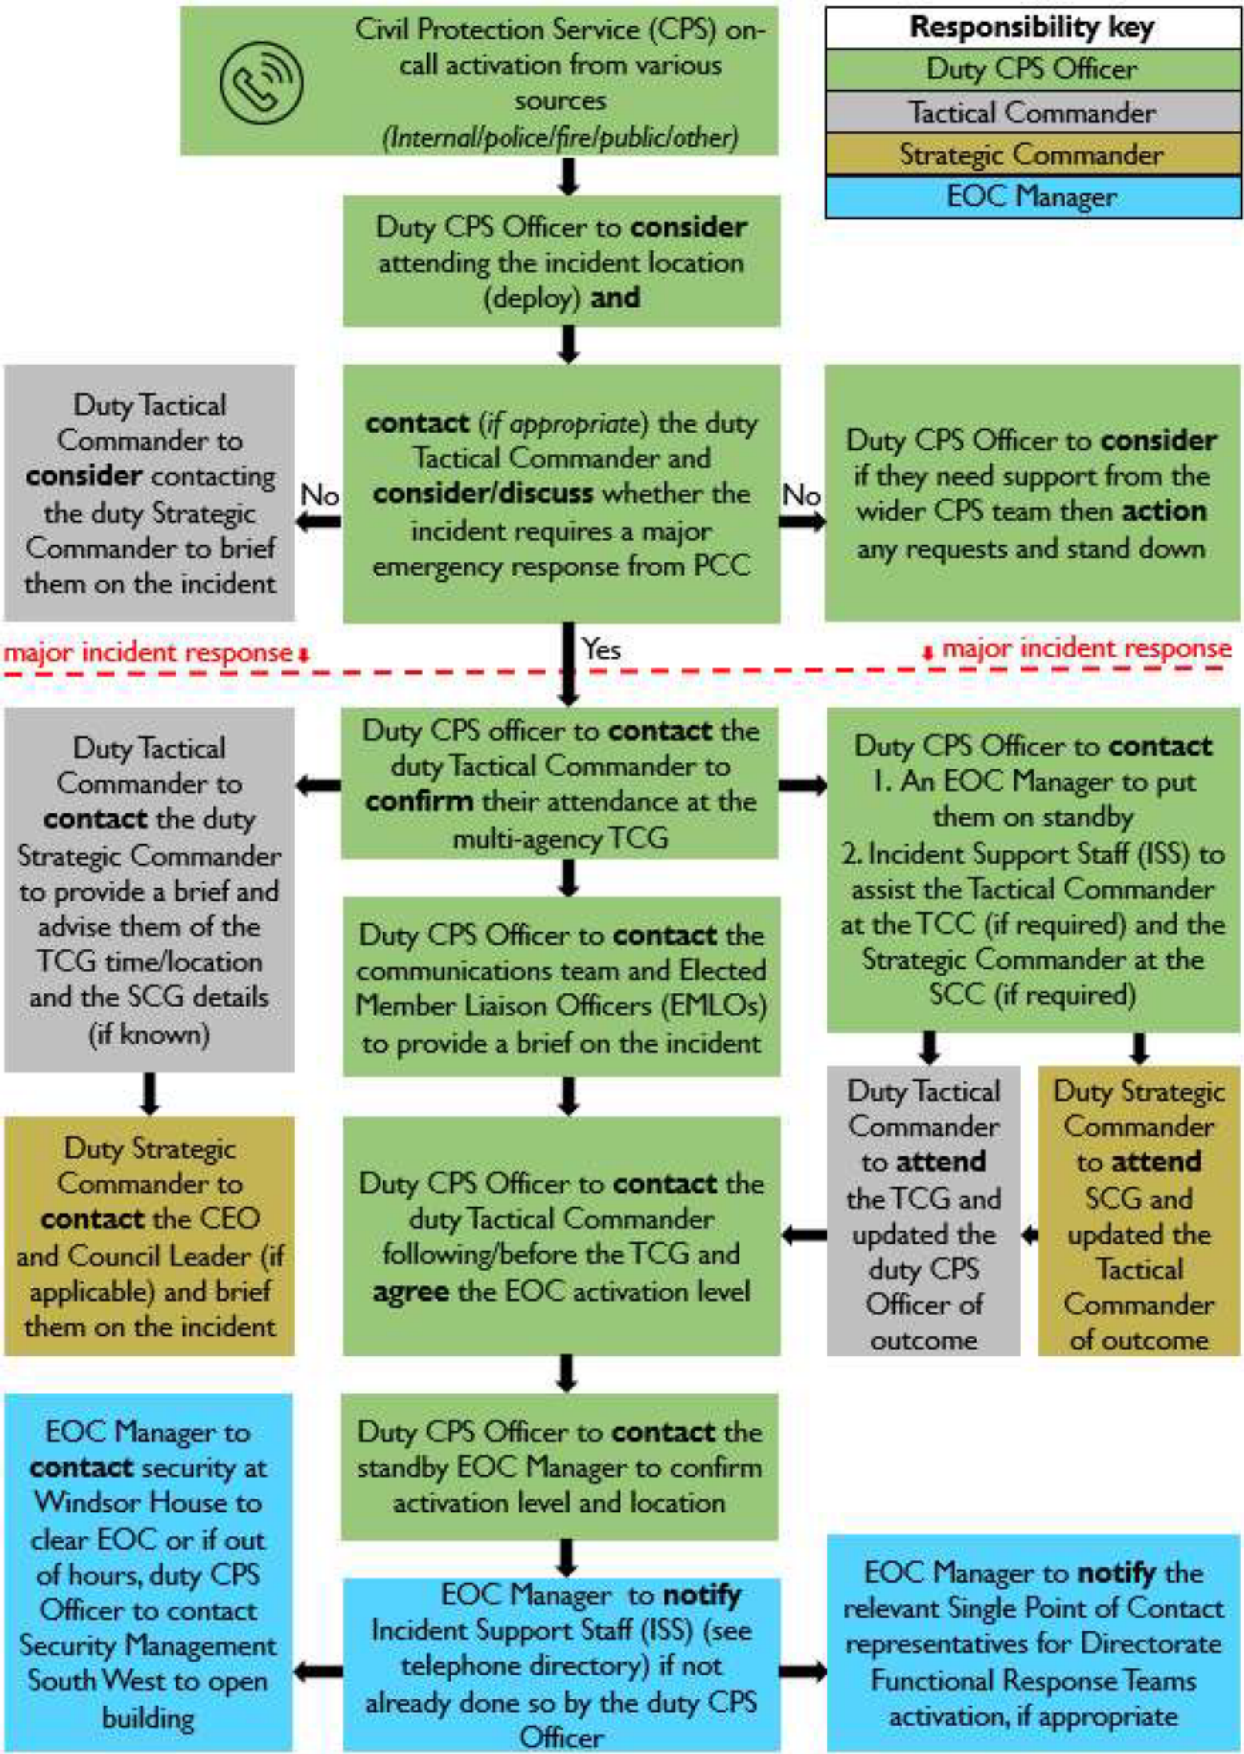 Civil Protection Service (CPS) on-
call activation from various
sources
(Internal/police/fire/public/other)
Responsibility key
Duty CPS Officer
Tactical Commander
Strategic Commander
EOC Manager
Duty CPS Officer to consider
attending the incident location
(deploy) and
Duty Tactical
Commander to
consider contacting
the duty Strategic
Commander to brief
them on the incident
No
contact (if appropriate) the duty
Tactical Commander and
consider/discuss whether the
incident requires a major
emergency response from PCC
No
Duty CPS Officer to consider
if they need support from the
wider CPS team then action
any requests and stand down
major incident response
Yes
major incident response
Duty Tactical
Commander to
contact the duty
Strategic Commander
to provide a brief and
advise them of the
TCG time/location
and the SCG details
(if known)
Duty CPS officer to contact the
duty Tactical Commander to
confirm their attendance at the
multi-agency TCG
Duty CPS Officer to contact
1. An EOC Manager to put
them on standby
2. Incident Support Staff (ISS) to
assist the Tactical Commander
at the TCC (if required) and the
Strategic Commander at the
SCC (if required)
Duty CPS Officer to contact the
communications team and Elected
Member Liaison Officers (EMLOs)
to provide a brief on the incident
Duty Strategic
Commander to
contact the CEO
and Council Leader (if
applicable) and brief
them on the incident
Duty CPS Officer to contact the
duty Tactical Commander
following/before the TCG and
agree the EOC activation level
Duty Tactical
Commander
to attend
the TCG and
updated the
duty CPS
Officer of
outcome
Duty Strategic
Commander
to attend
SCG and
updated the
Tactical
Commander
of outcome
EOC Manager to
contact security at
Windsor House to
clear EOC or if out
of hours, duty CPS
Officer to contact
Security Management
South West to open
building
Duty CPS Officer to contact the
standby EOC Manager to confirm
activation level and location
EOC Manager to notify
Incident Support Staff (ISS) (see
telephone directory) if not
already done so by the duty CPS
Officer
EOC Manager to notify the
relevant Single Point of Contact
representatives for Directorate
Functional Response Teams
activation, if appropriate